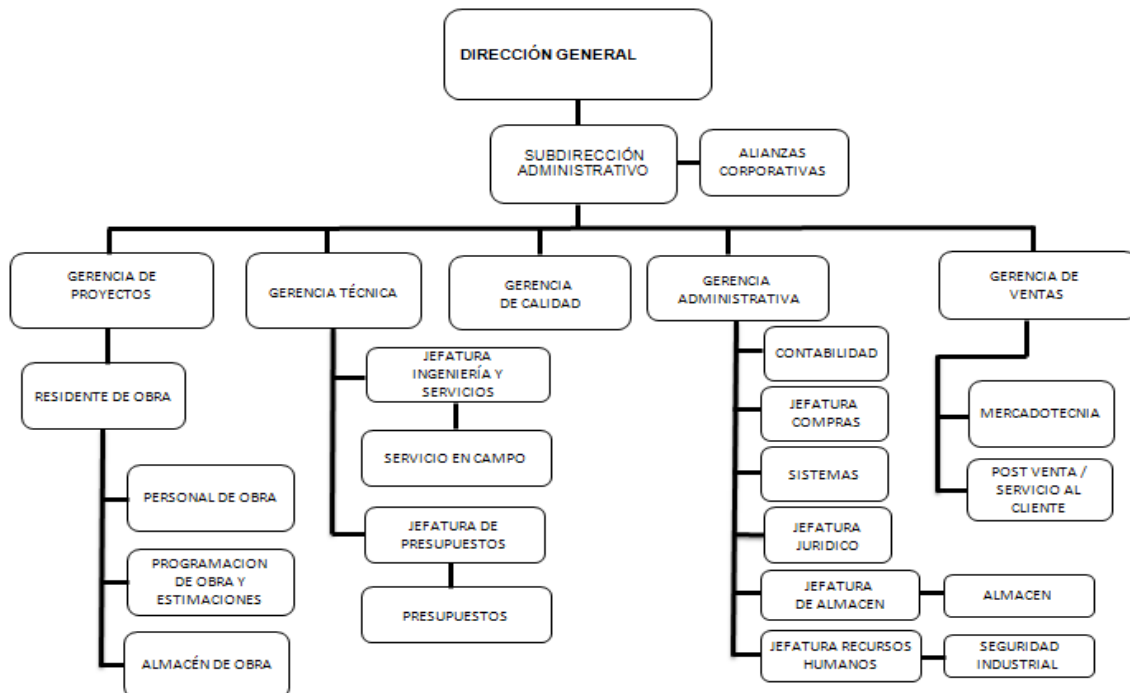 DIRECCIÓN GENERAL
SUBDIRECCIÓN
ADMINISTRATIVO
ALIANZAS
CORPORATIVAS
GERENCIA DE
PROYECTOS
GERENCIA TÉCNICA
GERENCIA
DE CALIDAD
GERENCIA
ADMINISTRATIVA
GERENCIA DE
VENTAS
RESIDENTE DE OBRA
PERSONAL DE OBRA
PROGRAMACION
DE OBRA Y
ESTIMACIONES
ALMACÉN DE OBRA
JEFATURA
INGENIERÍA Y
SERVICIOS
SERVICIO EN CAMPO
JEFATURA DE
PRESUPUESTOS
PRESUPUESTOS
CONTABILIDAD
JEFATURA
COMPRAS
SISTEMAS
JEFATURA
JURIDICO
JEFATURA
DE ALMACEN
ALMACEN
JEFATURA RECURSOS
HUMANOS
SEGURIDAD
INDUSTRIAL
MERCADOTECNIA
POST VENTA /
SERVICIO AL
CLIENTE